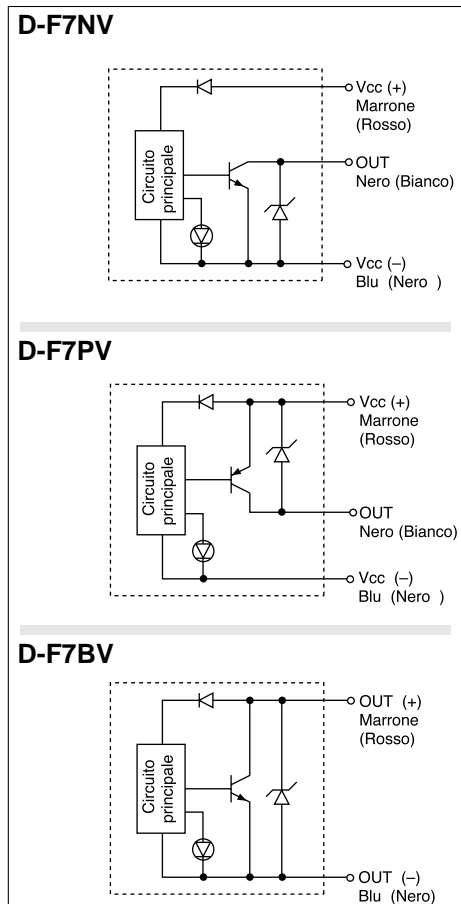 D-F7NV
Vcc (+)
Marrone
(Rosso)
Circuito
principale
OUT
Nero (Bianco)
Vcc (–)
Blu (Nero )
D-F7PV
Vcc (+)
Marrone
(Rosso)
Circuito
principale
OUT
Nero (Bianco)
Vcc (–)
Blu (Nero )
D-F7BV
OUT (+)
Marrone
(Rosso)
Circuito
principale
OUT (–)
Blu (Nero)